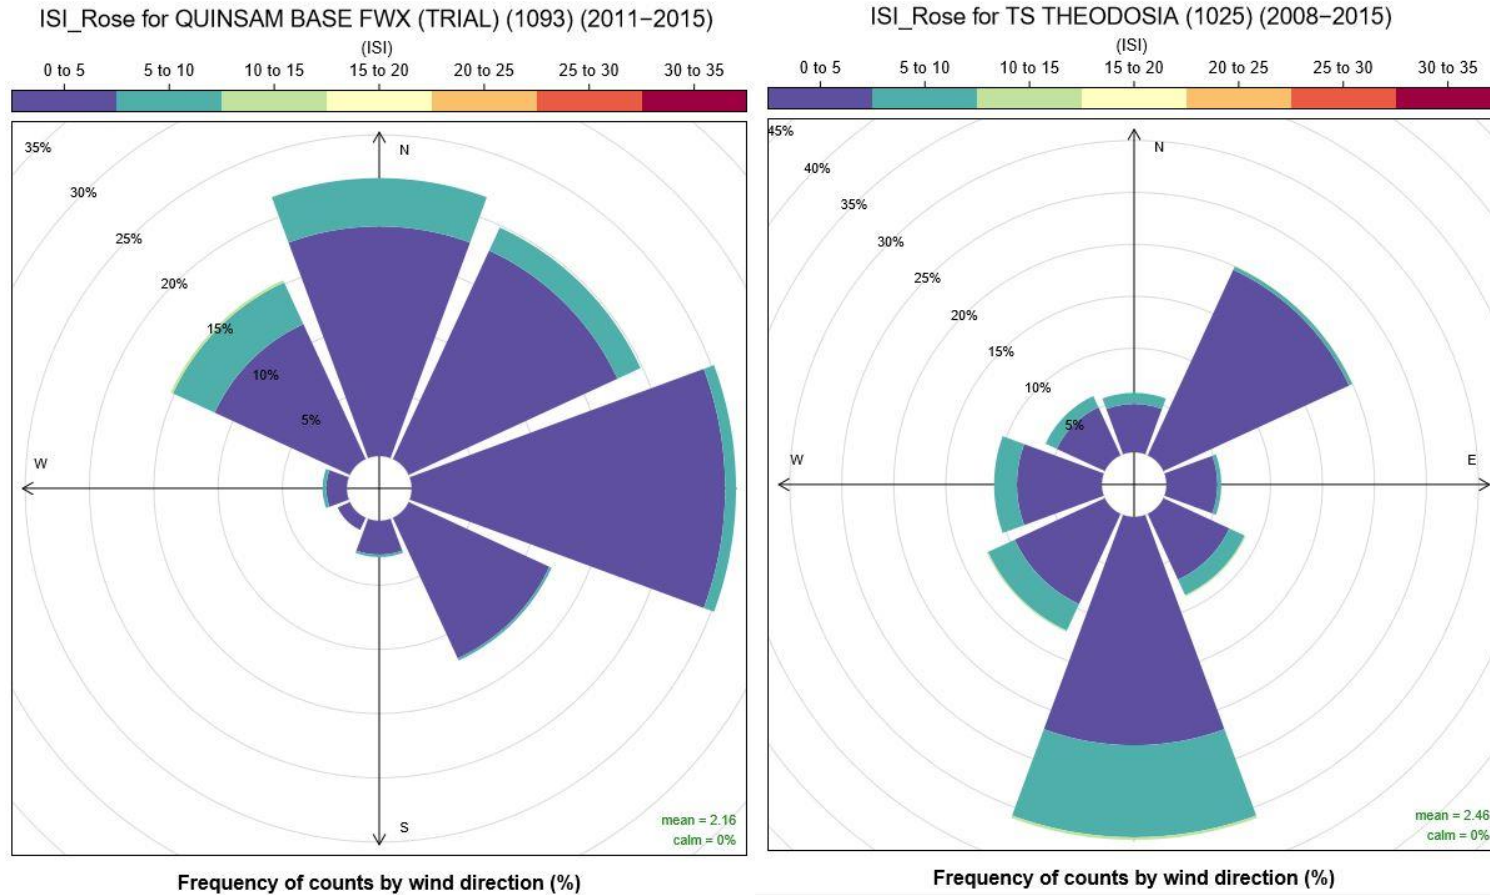 ISI_Rose for QUINSAM BASE FWX (TRIAL) (1093) (2011−2015)
(ISI)
0 to 5 5 to 10 10 to 15 15 to 20 20 to 25 25 to 30 30 to 35
35%
30%
25%
20%
15%
10%
5%
N
W
S
mean = 2.16
calm = 0%
Frequency of counts by wind direction (%)
ISI_Rose for TS THEODOSIA (1025) (2008−2015)
(ISI)
0 to 5 5 to 10 10 to 15 15 to 20 20 to 25 25 to 30 30 to 35
45%
40%
35%
30%
25%
20%
15%
10%
5%
N
W
E
mean = 2.46
calm = 0%
Frequency of counts by wind direction (%)